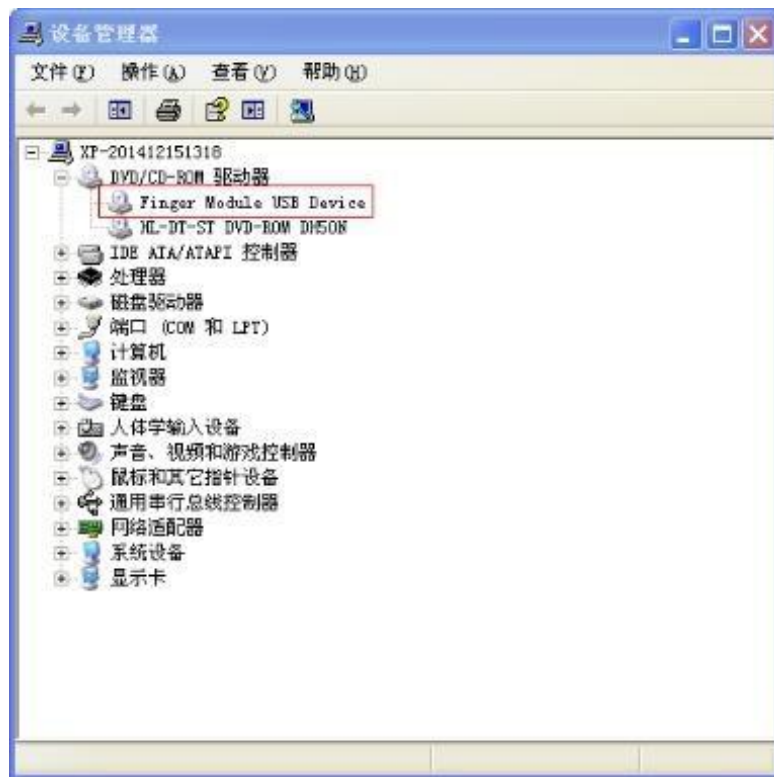 设备管理器
文件(F) 操作(A) 查看(V) 帮助(H)
XP-201412151318
DVD/CD-ROM 驱动器
Finger Module USB Device
HL-DT-ST DVD-ROM DH50N
IDE ATA/ATAPI 控制器
处理器
磁盘驱动器
端口 (COM 和 LPT)
计算机
监视器
键盘
人体学输入设备
声音、视频和游戏控制器
鼠标和其它指针设备
通用串行总线控制器
网络适配器
系统设备
显示卡